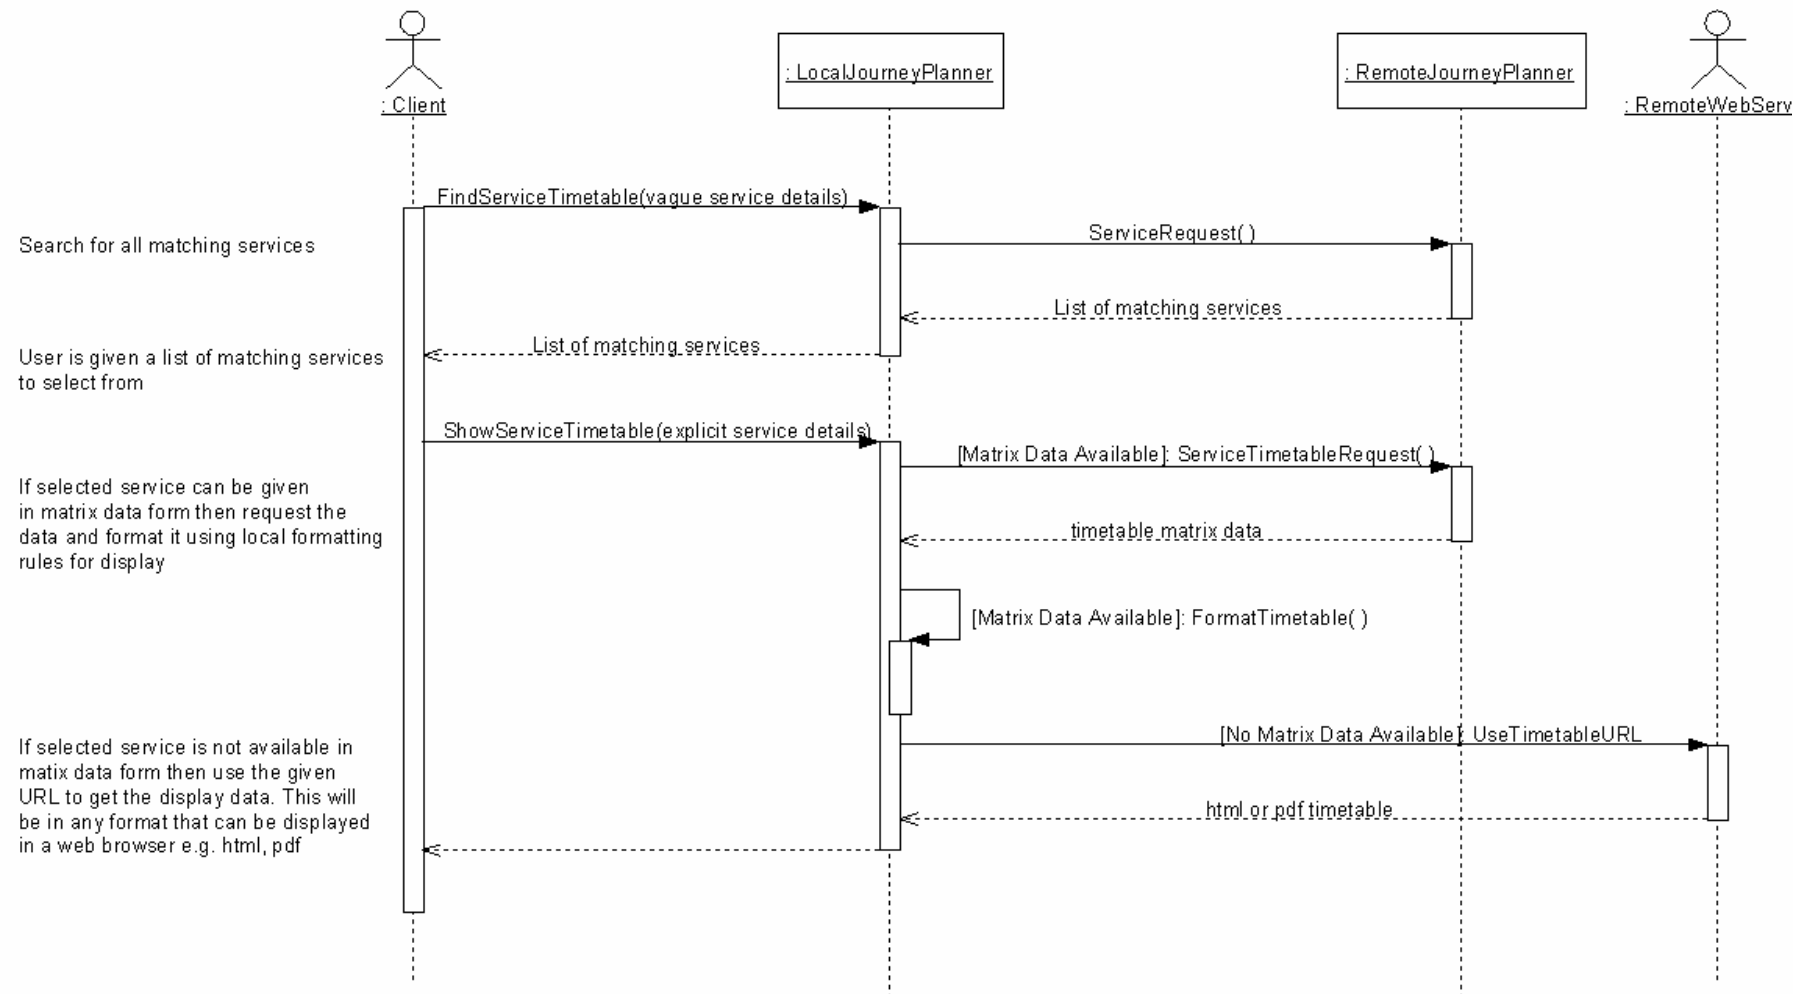 : Client
: LocalJourneyPlanner
: RemoteJourneyPlanner
: RemoteWebServ
FindServiceTimetable(vague service details)
Search for all matching services
ServiceRequest( )
List of matching services
List of matching services
User is given a list of matching services
to select from
ShowServiceTimetable(explicit service details)
[Matrix Data Available]: ServiceTimetableRequest( )
If selected service can be given
in matrix data form then request the
data and format it using local formatting
rules for display
timetable matrix data
[Matrix Data Available]: FormatTimetable( )
[No Matrix Data Available]: UseTimetableURL
If selected service is not available in
matix data form then use the given
URL to get the display data. This will
be in any format that can be displayed
in a web browser e.g. html, pdf
html or pdf timetable